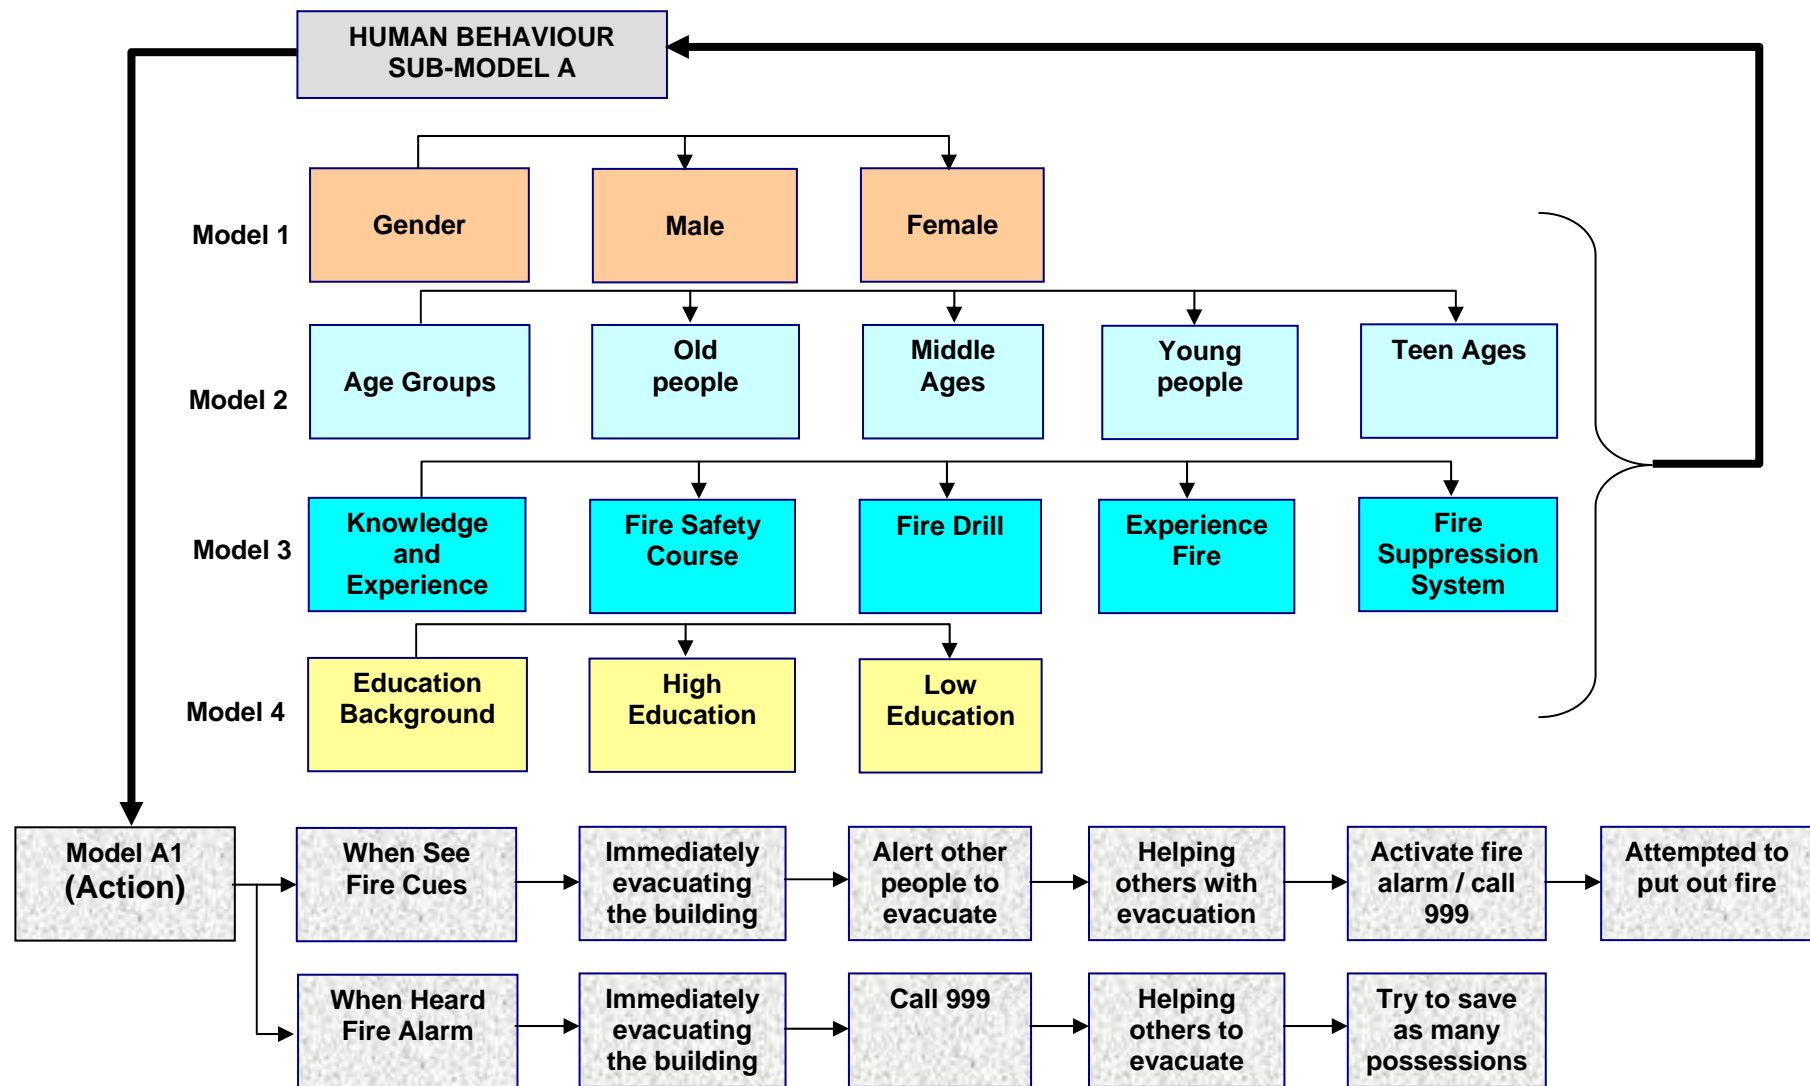 HUMAN BEHAVIOUR
SUB-MODEL A
Model 1
Gender
Male
Female
Model 2
Age Groups
Old
people
Middle
Ages
Young
people
Teen Ages
Model 3
Knowledge
and
Experience
Fire Safety
Course
Fire Drill
Experience
Fire
Fire
Suppression
System
Model 4
Education
Background
High
Education
Low
Education
Model A1
(Action)
When See
Fire Cues
Immediately
evacuating
the building
Alert other
people to
evacuate
Helping
others with
evacuation
Activate fire
alarm / call
999
Attempted to
put out fire
When Heard
Fire Alarm
Immediately
evacuating
the building
Call 999
Helping
others to
evacuate
Try to save
as many
possessions